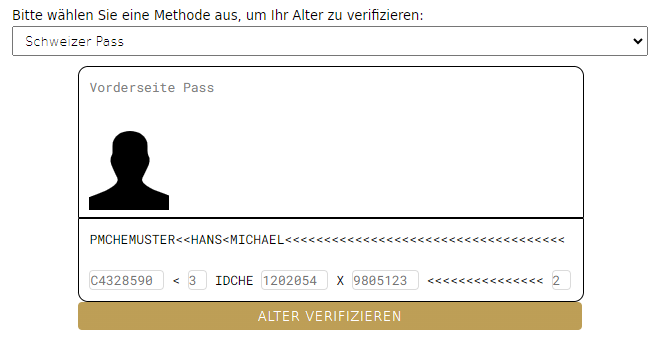 Bitte wählen Sie eine Methode aus, um Ihr Alter zu verifizieren:
Schweizer Pass
Vorderseite Pass
PMCHEMUSTER<<HANS<MICHAEL<<<<<<<<<<<<<<<<<<<<<<<<<<<<<<<<<<<<
C4328590 < 3 IDCHE 1202054 X 9805123 <<<<<<<<<<<<<<< 2
ALTER VERIFIZIEREN